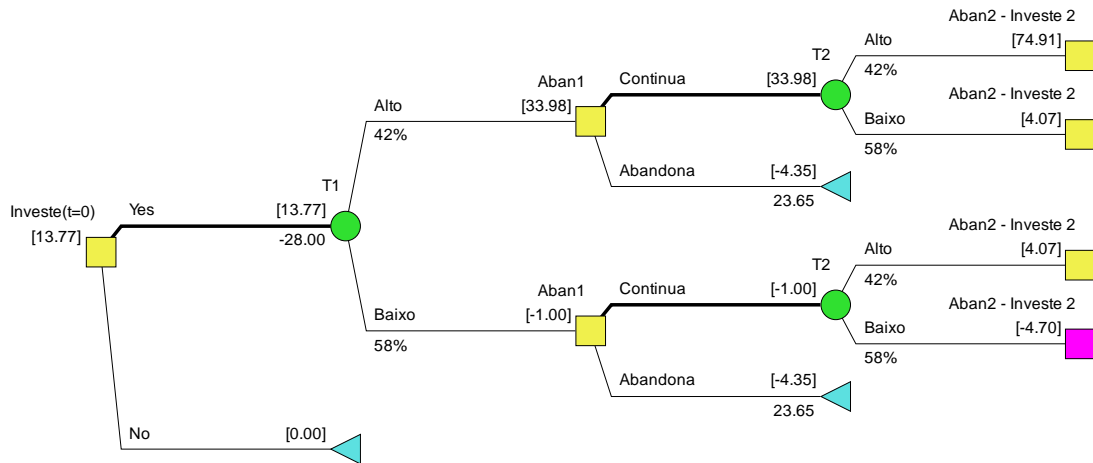 Aban2 - Investe 2
Alto
[74.91]
42%
T2
Continua
[33.98]
Aban1
[33.98]
Aban2 - Investe 2
Baixo
[4.07]
58%
Alto
42%
Abandona
[-4.35]
23.65
T1
Investe(t=0)
[13.77]
Yes
[13.77]
-28.00
Aban2 - Investe 2
Alto
[4.07]
42%
T2
Continua
[-1.00]
Aban1
[-1.00]
Aban2 - Investe 2
Baixo
[-4.70]
58%
Baixo
58%
Abandona
[-4.35]
23.65
No
[0.00]